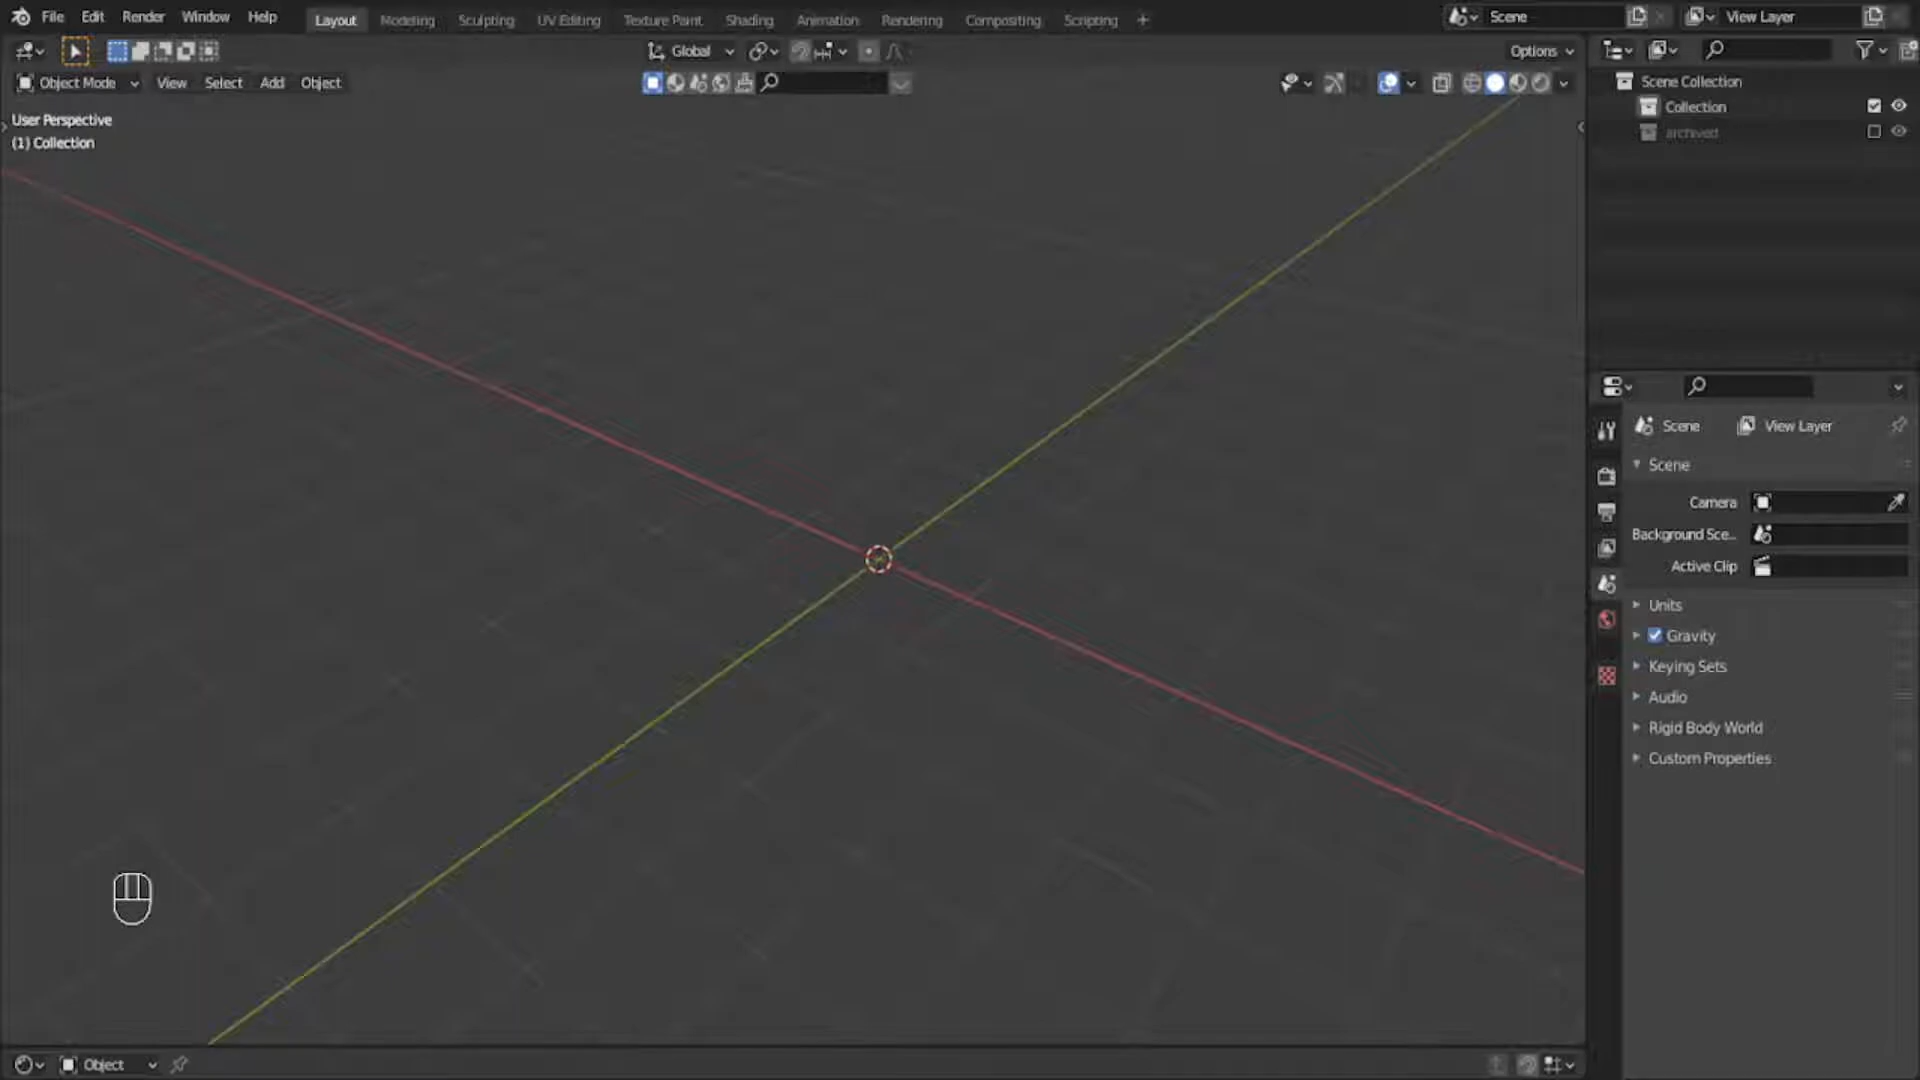 File Edit Render Window Help Layout Modeling Sculpting UV Editing Texture Paint Shading Animation Rendering Compositing Scripting + Scene View Layer
Global Options
Object Mode View Select Add Object
User Perspective
(1) Collection
Scene Collection
Collection
archived
Scene View Layer
Scene
Camera
Background Sce..
Active Clip
Units
Gravity
Keying Sets
Audio
Rigid Body World
Custom Properties
Object